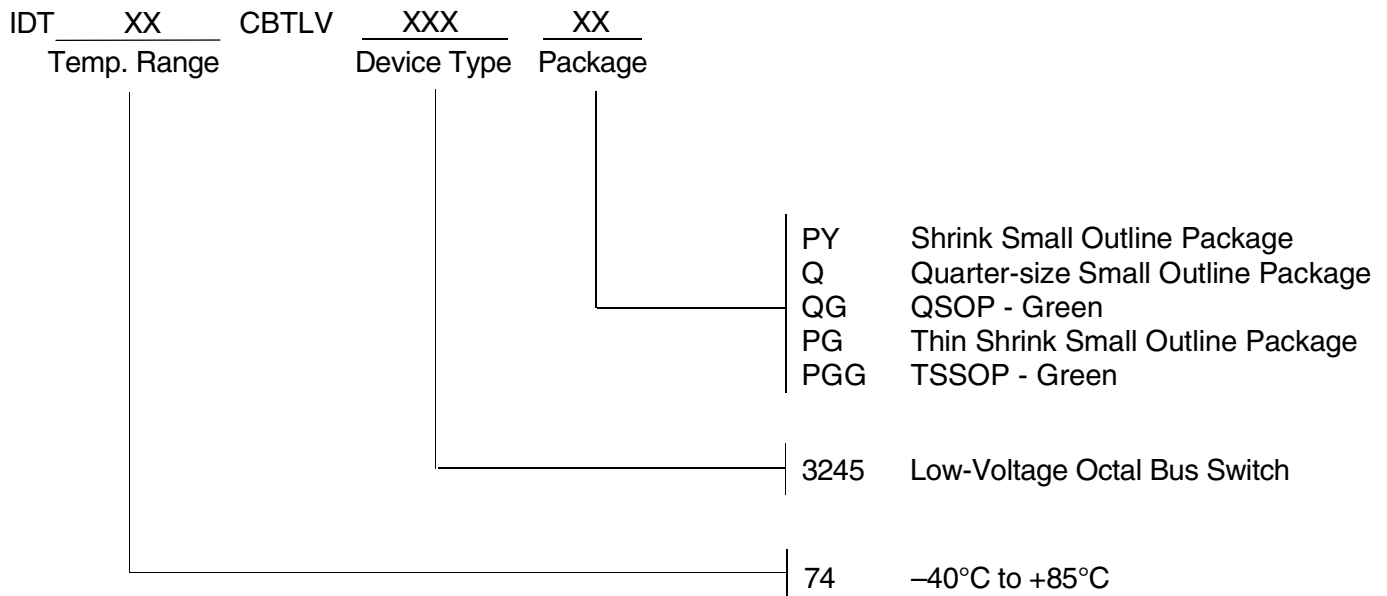 IDT XX CBTLV XXX XX
Temp. Range Device Type Package
PY Shrink Small Outline Package
Q Quarter-size Small Outline Package
QG QSOP - Green
PG Thin Shrink Small Outline Package
PGG TSSOP - Green
3245 Low-Voltage Octal Bus Switch
74 –40°C to +85°C